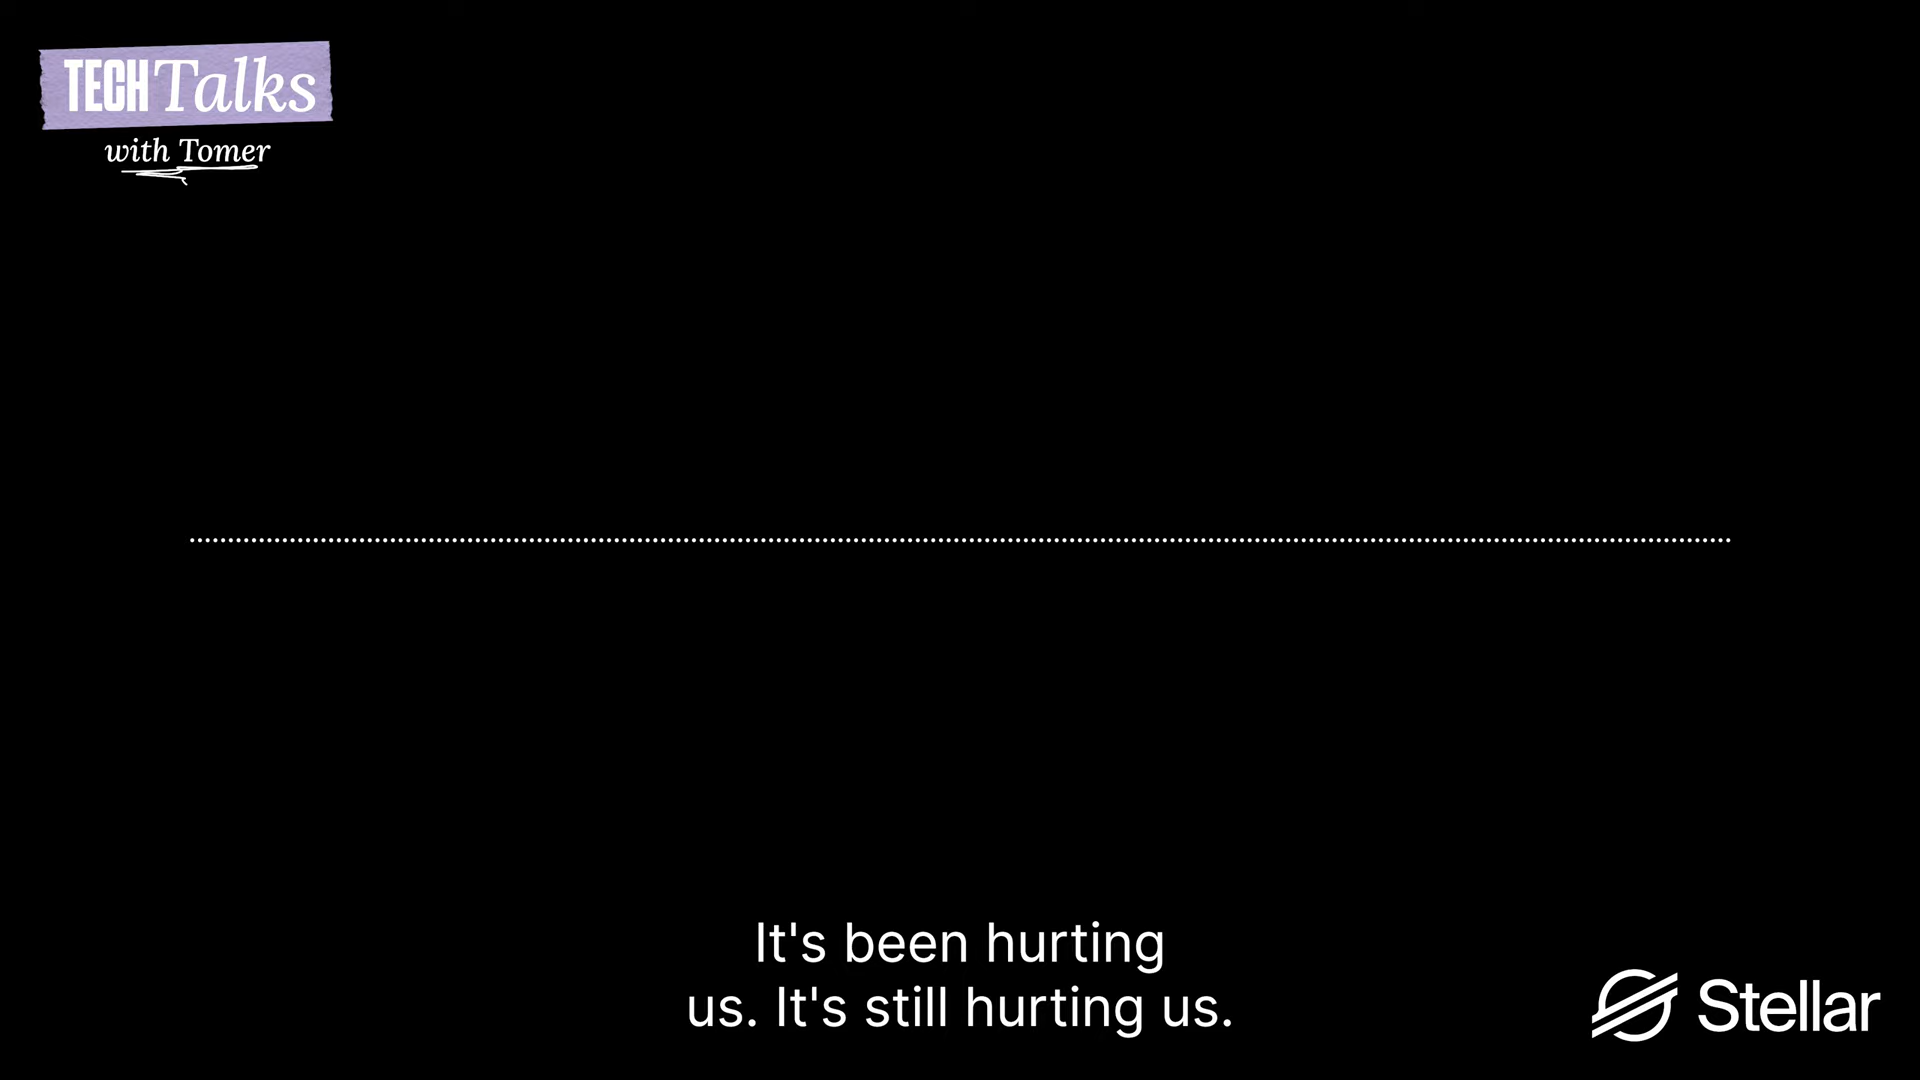 TECH Talks
with Tomer
It's been hurting
us. It's still hurting us.
Stellar